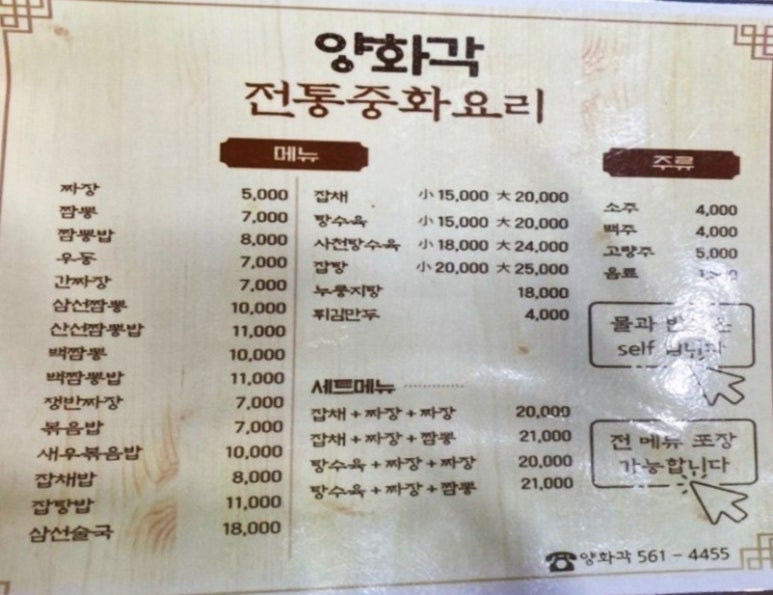 양화각
전통중화요리
메뉴
짜장 5,000
짬뽕 7,000
짬뽕밥 8,000
우동 7,000
간짜장 7,000
삼선짬뽕 10,000
산선짬뽕밥 11,000
백짬뽕 10,000
백짬뽕밥 11,000
쟁반짜장 7,000
볶음밥 7,000
새우볶음밥 10,000
잡채밥 8,000
잡탕밥 11,000
삼선술국 18,000
잡채 小 15,000 大 20,000
탕수육 小 15,000 大 20,000
사천탕수육 小 18,000 大 24,000
잡탕 小 20,000 大 25,000
누룽지탕 18,000
튀김만두 4,000
세트메뉴
잡채 + 짜장 + 짜장 20,000
잡채 + 짜장 + 짬뽕 21,000
탕수육 + 짜장 + 짜장 20,000
탕수육 + 짜장 + 짬뽕 21,000
주류
소주 4,000
맥주 4,000
고량주 5,000
음료
물과
self 입니다
전 메뉴 포장
가능합니다
☎양화각 561 - 4455